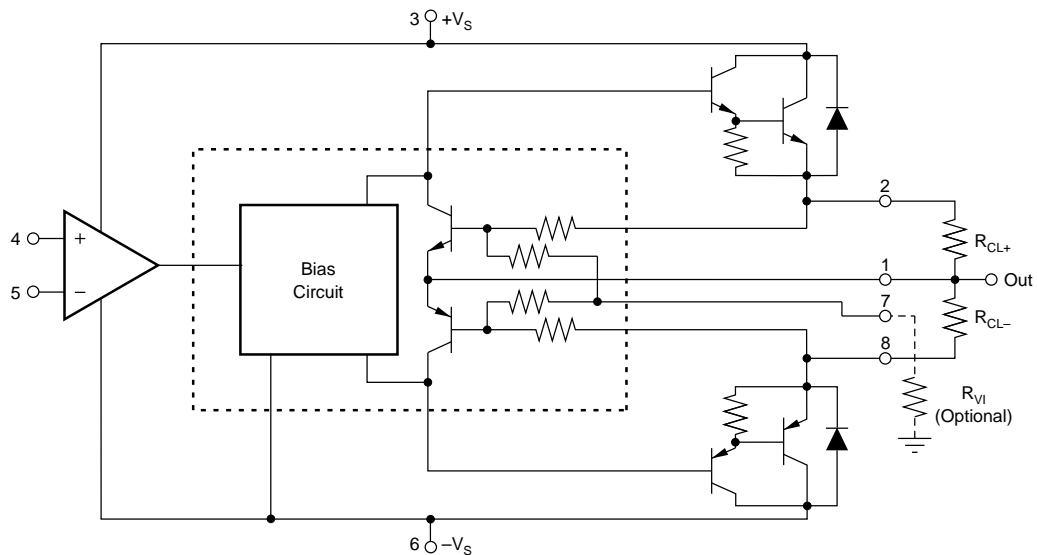 3 +VS
2
4 +
RCL+
Bias
Circuit
1
Out
5 −
7
RCL−
8
RVI
(Optional)
6 −VS